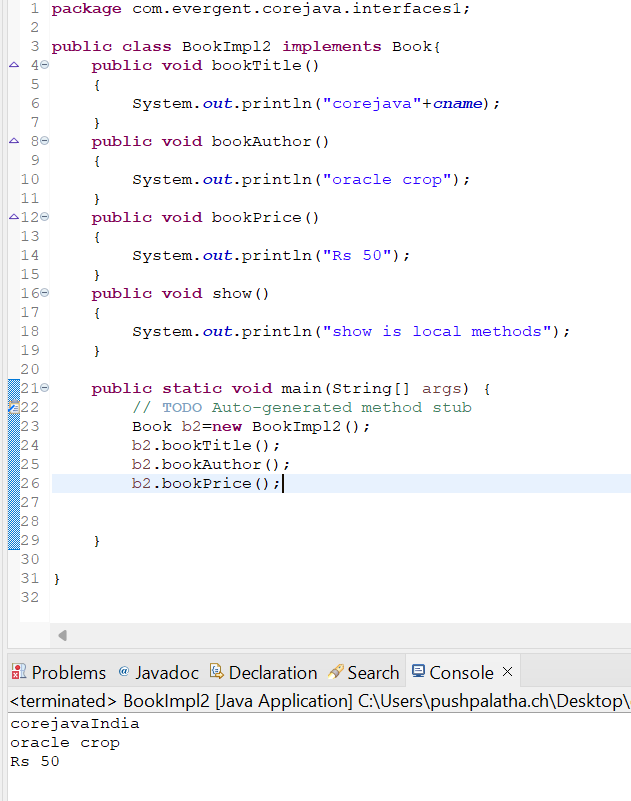 1 package com.evergent.corejava.interfaces1;
2
3 public class BookImpl2 implements Book{
4 public void bookTitle()
5 {
6 System.out.println("corejava"+cname);
7 }
8 public void bookAuthor()
9 {
10 System.out.println("oracle crop");
11 }
12 public void bookPrice()
13 {
14 System.out.println("Rs 50");
15 }
16 public void show()
17 {
18 System.out.println("show is local methods");
19 }
20
21 public static void main(String[] args) {
22 // TODO Auto-generated method stub
23 Book b2=new BookImpl2();
24 b2.bookTitle();
25 b2.bookAuthor();
26 b2.bookPrice();
27
28
29 }
30
31 }
32
Problems @ Javadoc Declaration Search Console ×
<terminated> BookImpl2 [Java Application] C:\Users\pushpalatha.ch\Desktop\
corejavaIndia
oracle crop
Rs 50